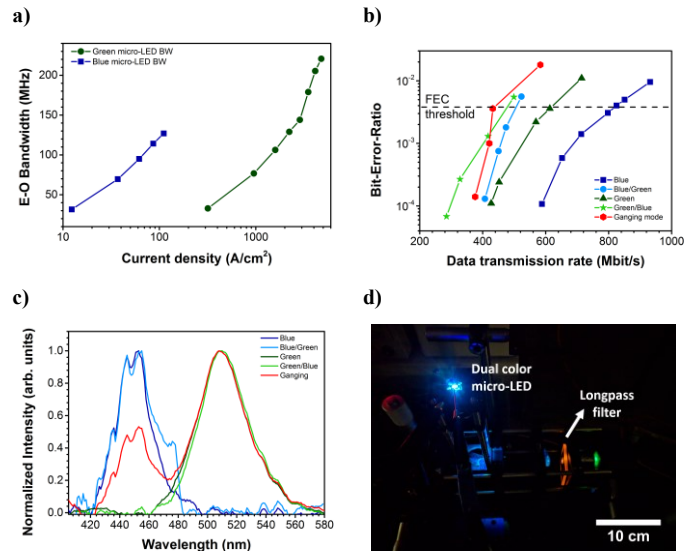 a)
Green micro-LED BW
Blue micro-LED BW
200
150
100
50
E-O Bandwidth (MHz)
10
100
1000
Current density (A/cm²)
b)
10⁻²
10⁻³
10⁻⁴
FEC
threshold
Bit-Error-Ratio
Blue
Blue/Green
Green
Green/Blue
Ganging mode
200
400
600
800
1000
Data transmission rate (Mbit/s)
c)
Blue
Blue/Green
Green
Green/Blue
Ganging
1.0
0.8
0.6
0.4
0.2
0.0
Normalized Intensity (arb. units)
420
440
460
480
500
520
540
560
580
Wavelength (nm)
d)
Dual color
micro-LED
Longpass
filter
10 cm